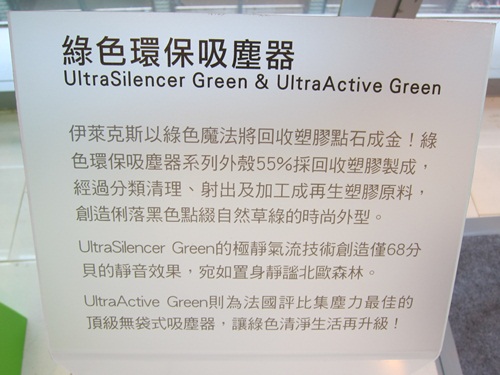 綠色環保吸塵器
UltraSilencer Green & UltraActive Green
伊萊克斯以綠色魔法將回收塑膠點石成金！綠
色環保吸塵器系列外殼55%採回收塑膠製成，
經過分類清理、射出及加工成再生塑膠原料，
創造俐落黑色點綴自然草綠的時尚外型。
UltraSilencer Green的極靜氣流技術創造僅68分
貝的靜音效果，宛如置身靜謐北歐森林。
UltraActive Green則為法國評比集塵力最佳的
頂級無袋式吸塵器，讓綠色清淨生活再升級！